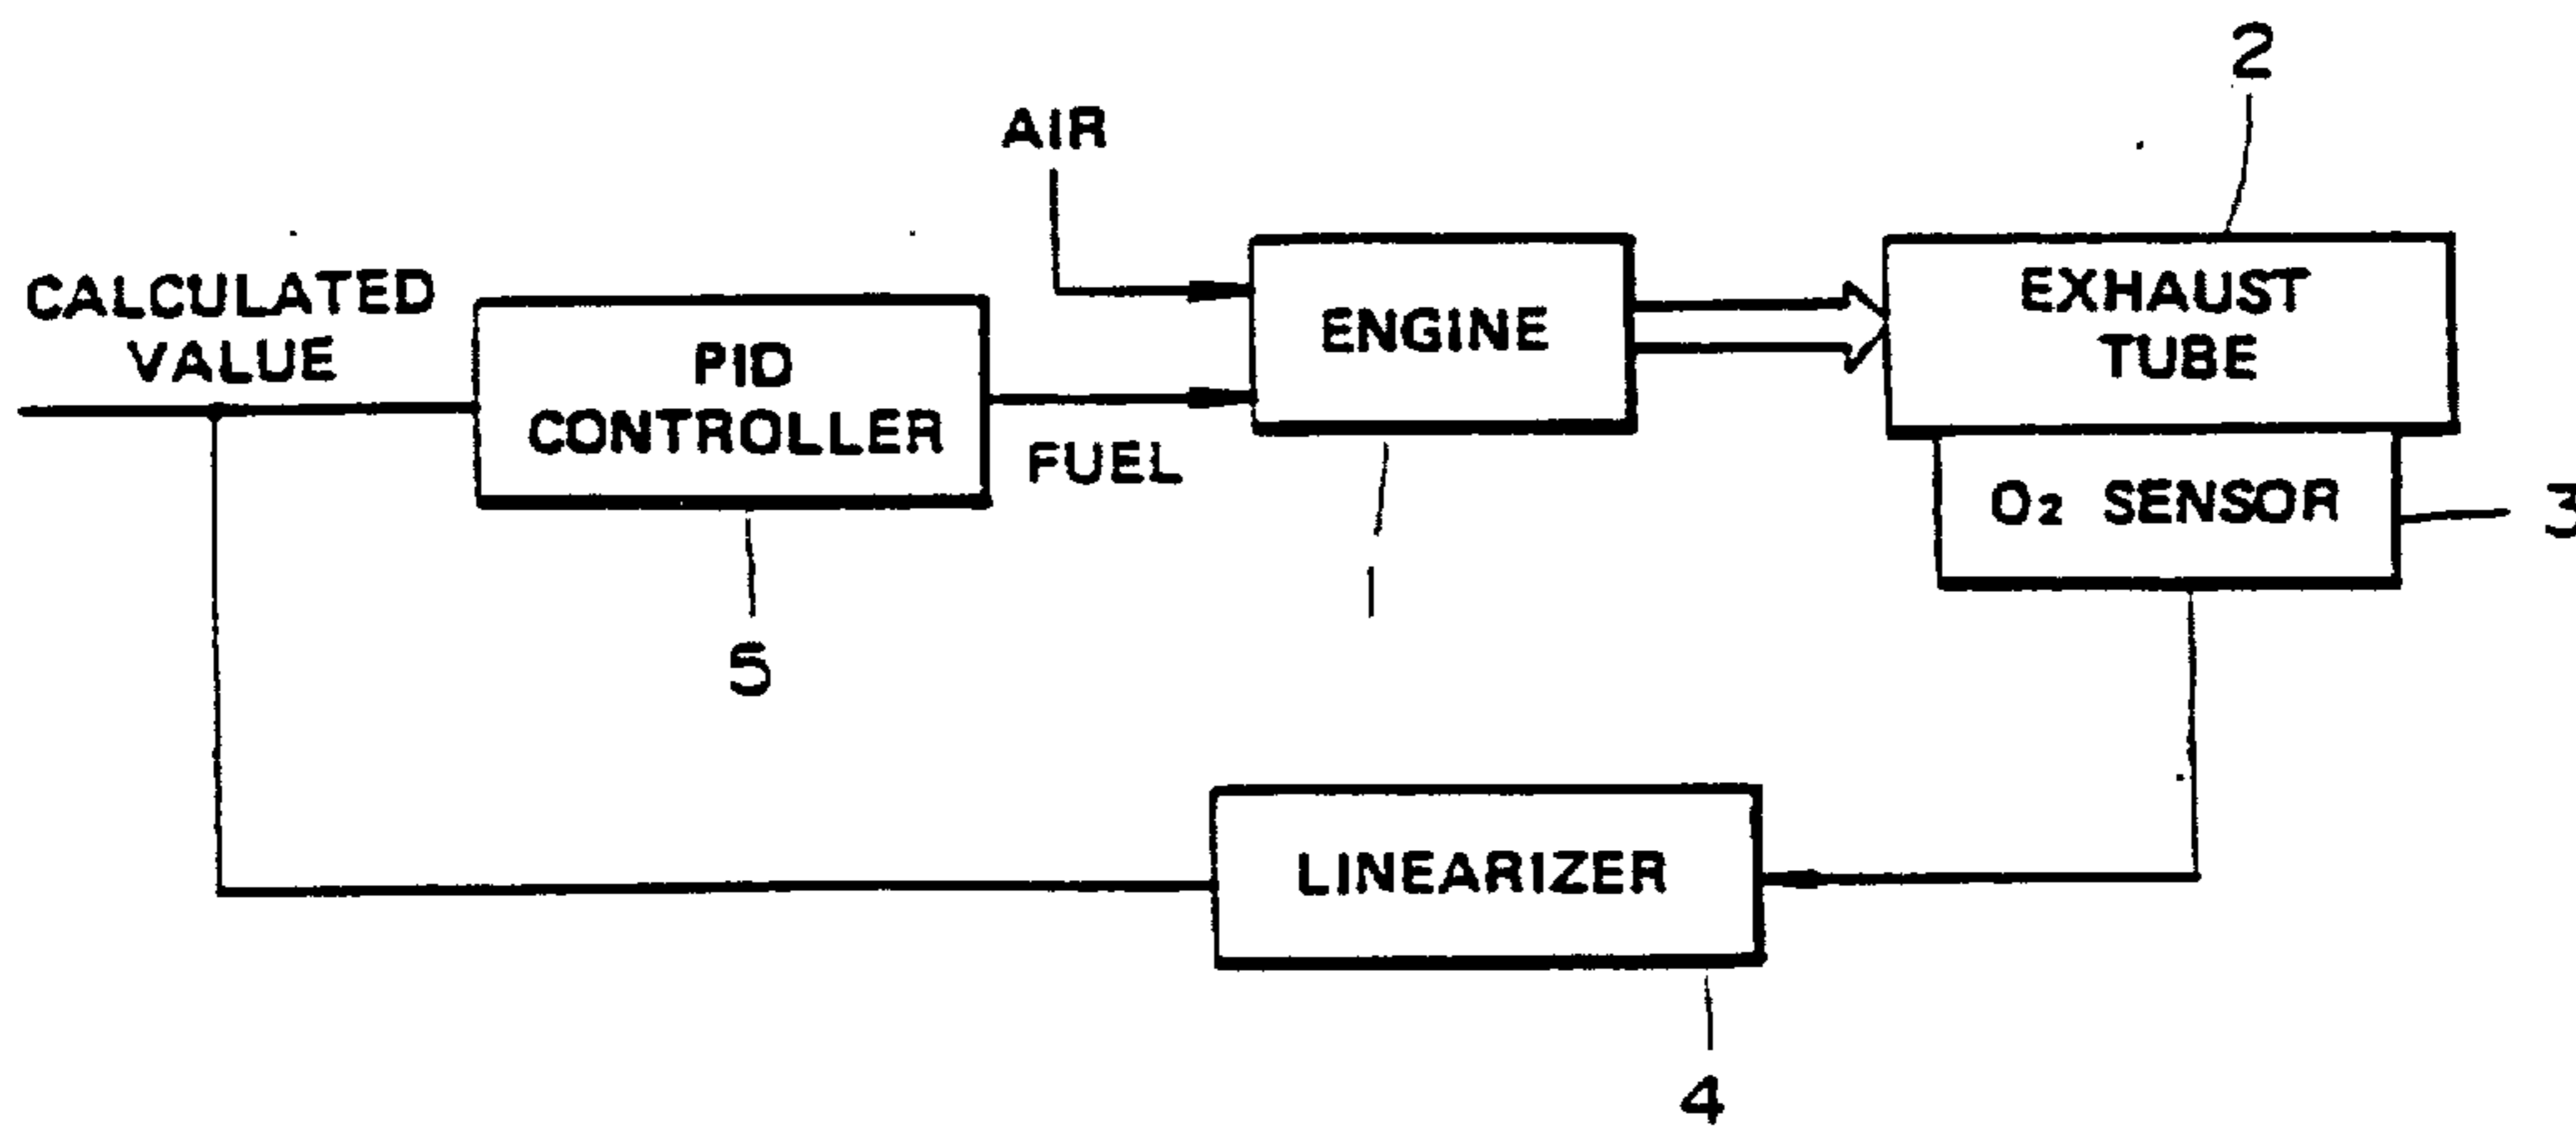 2
AIR
CALCULATED
VALUE
PID
CONTROLLER
FUEL
ENGINE
EXHAUST
TUBE
O2 SENSOR
3
1
5
LINEARIZER
4